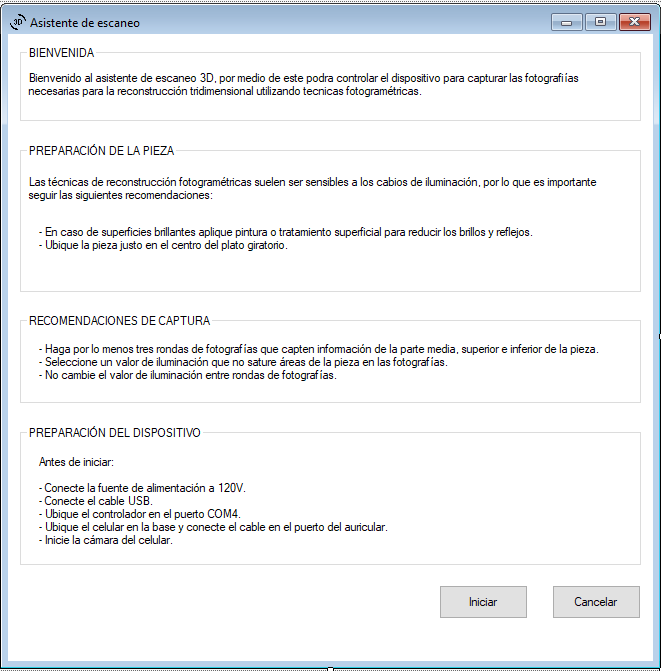 3D Asistente de escaneo
BIENVENIDA
Bienvenido al asistente de escaneo 3D, por medio de este podra controlar el dispositivo para capturar las fotografiías
necesarias para la reconstrucción tridimensional utilizando tecnicas fotogramétricas.
PREPARACIÓN DE LA PIEZA
Las técnicas de reconstrucción fotogramétricas suelen ser sensibles a los cabios de iluminación, por lo que es importante
seguir las siguientes recomendaciones:
- En caso de superficies brillantes aplique pintura o tratamiento superficial para reducir los brillos y reflejos.
- Ubique la pieza justo en el centro del plato giratorio.
RECOMENDACIONES DE CAPTURA
- Haga por lo menos tres rondas de fotografías que capten información de la parte media, superior e inferior de la pieza.
- Seleccione un valor de iluminación que no sature áreas de la pieza en las fotografías.
- No cambie el valor de iluminación entre rondas de fotografías.
PREPARACIÓN DEL DISPOSITIVO
Antes de iniciar:
- Conecte la fuente de alimentación a 120V.
- Conecte el cable USB.
- Ubique el controlador en el puerto COM4.
- Ubique el celular en la base y conecte el cable en el puerto del auricular.
- Inicie la cámara del celular.
Iniciar Cancelar